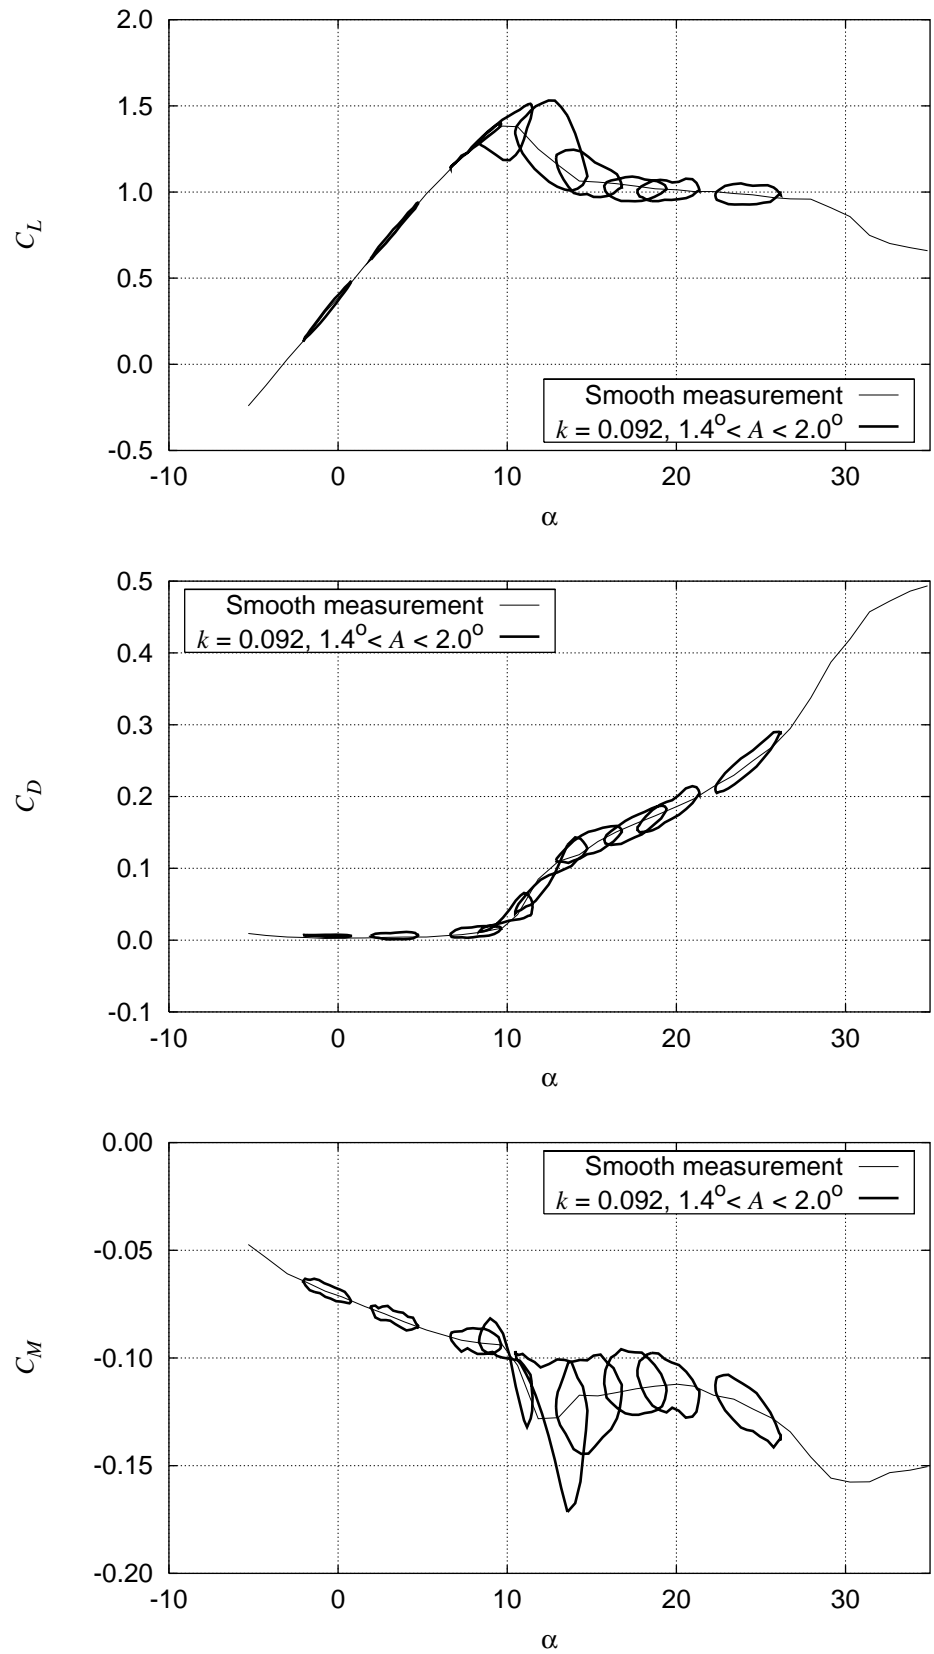 2.0
1.5
1.0
0.5
0.0
-0.5
C_L
-10 0 10 20 30
α
Smooth measurement
k = 0.092, 1.4°< A < 2.0°
0.5
0.4
0.3
0.2
0.1
0.0
-0.1
C_D
-10 0 10 20 30
α
Smooth measurement
k = 0.092, 1.4°< A < 2.0°
0.00
-0.05
-0.10
-0.15
-0.20
C_M
-10 0 10 20 30
α
Smooth measurement
k = 0.092, 1.4°< A < 2.0°